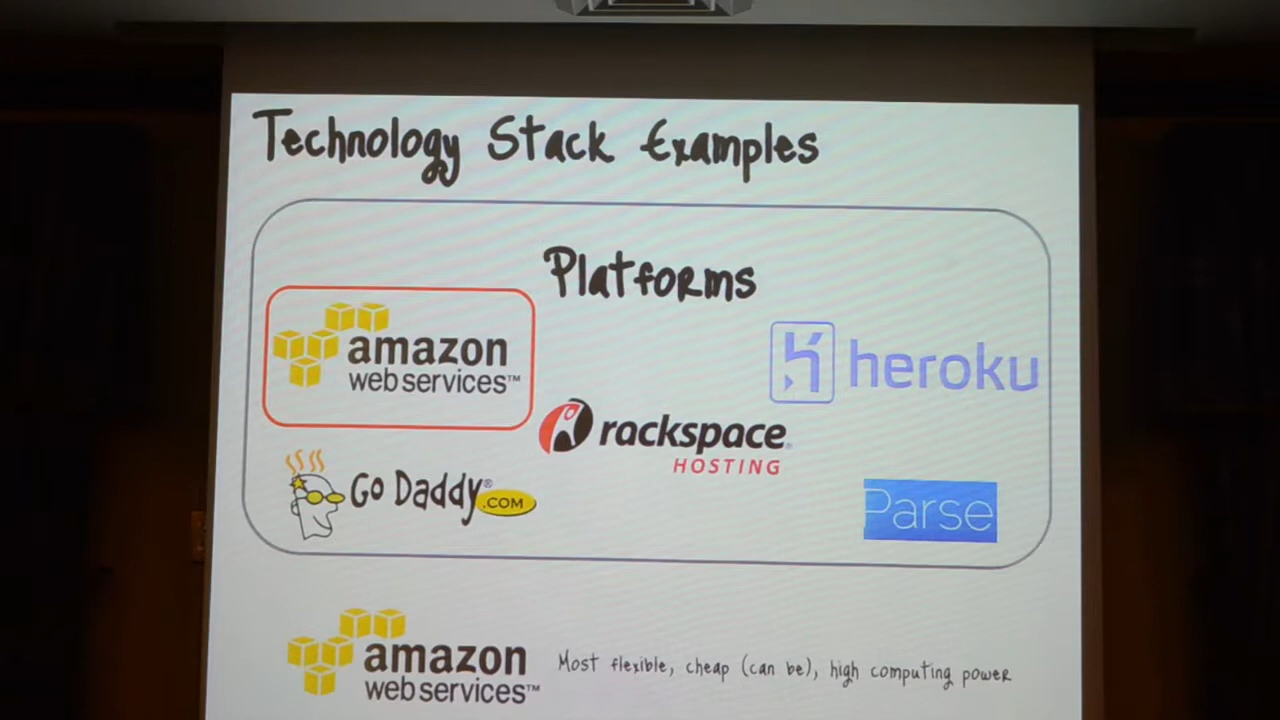 Technology Stack Examples
Platforms
amazon
web services™
heroku
rackspace®
HOSTING
Go Daddy®.COM
Parse
amazon
web services™
Most flexible, cheap (can be), high computing power